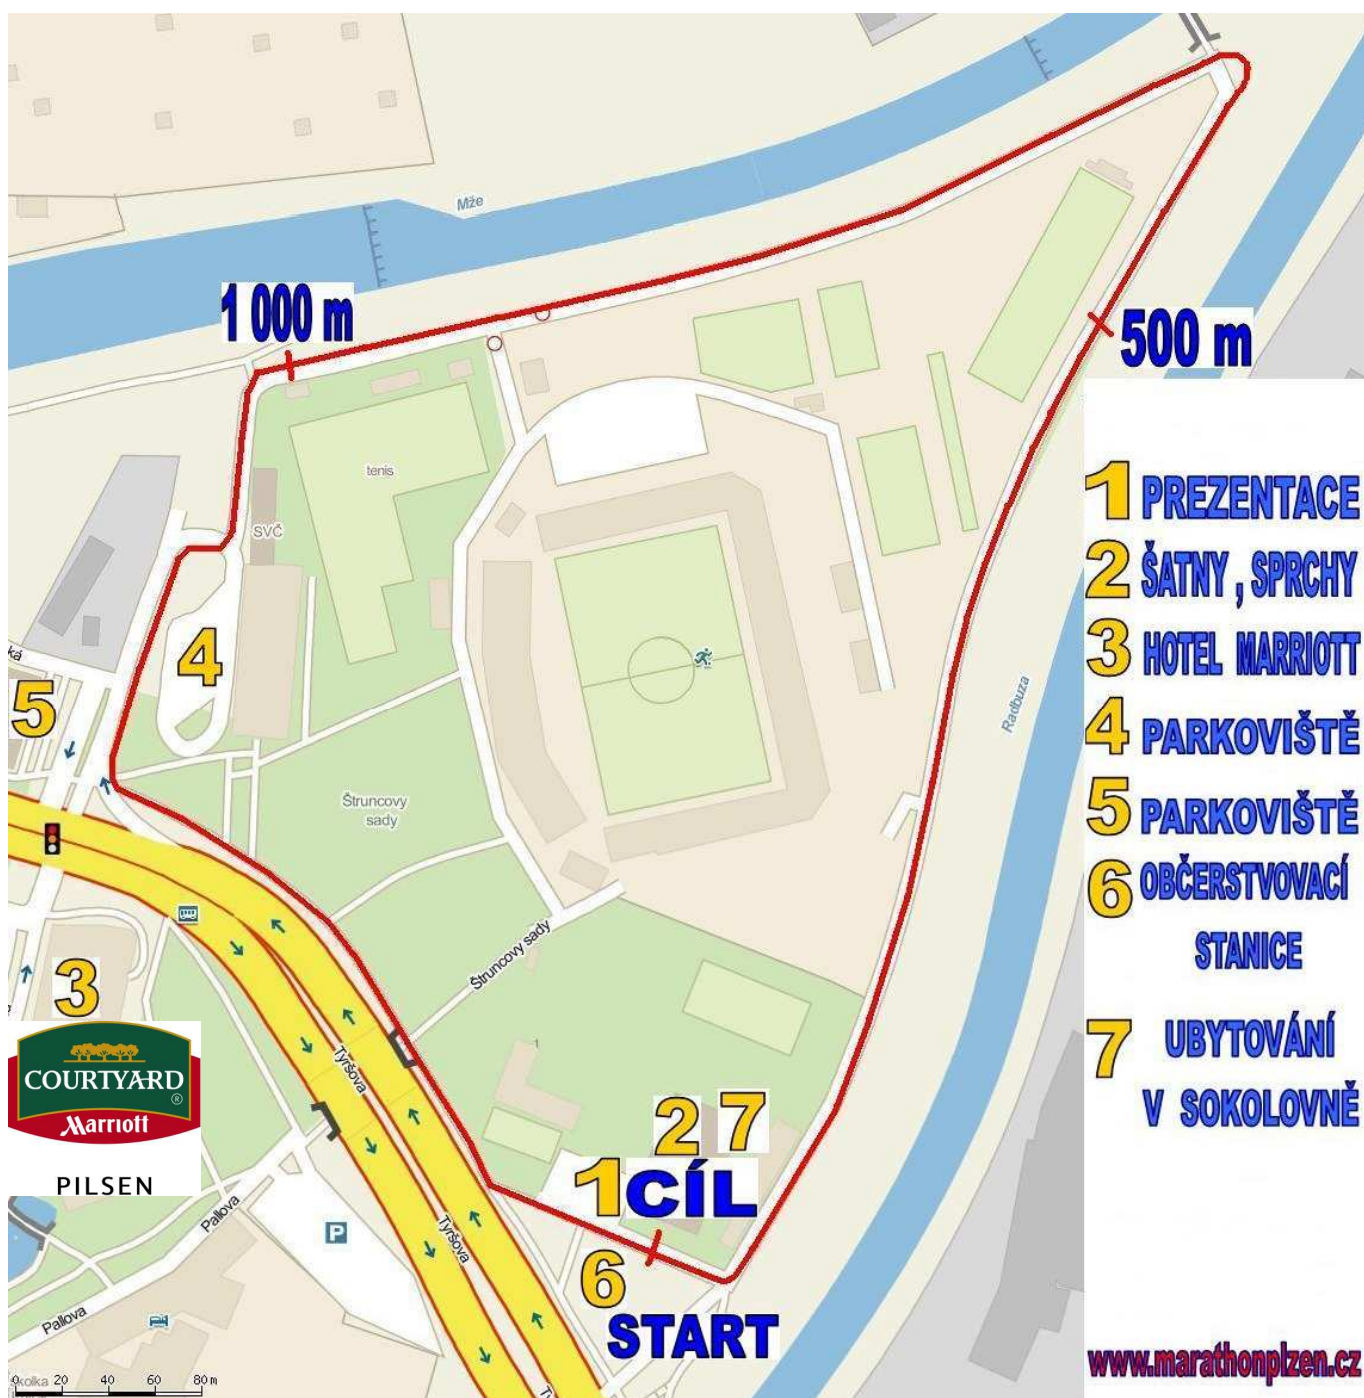 Mže
1 000 m
500 m
tenis
SVČ
4
5
Radbuza
Štruncovy
sady
Štruncovy sady
3
COURTYARD
®
Marriott
PILSEN
Tyršova
1
2 7
1 CÍL
6
START
Pallova
P
Tyršova
Pallova
0 20 40 60 80 m
1 PREZENTACE
2 ŠATNY , SPRCHY
3 HOTEL MARRIOTT
4 PARKOVIŠTĚ
5 PARKOVIŠTĚ
6 OBČERSTVOVACÍ
STANICE
7 UBYTOVÁNÍ
V SOKOLOVNĚ
www.marathonplzen.cz